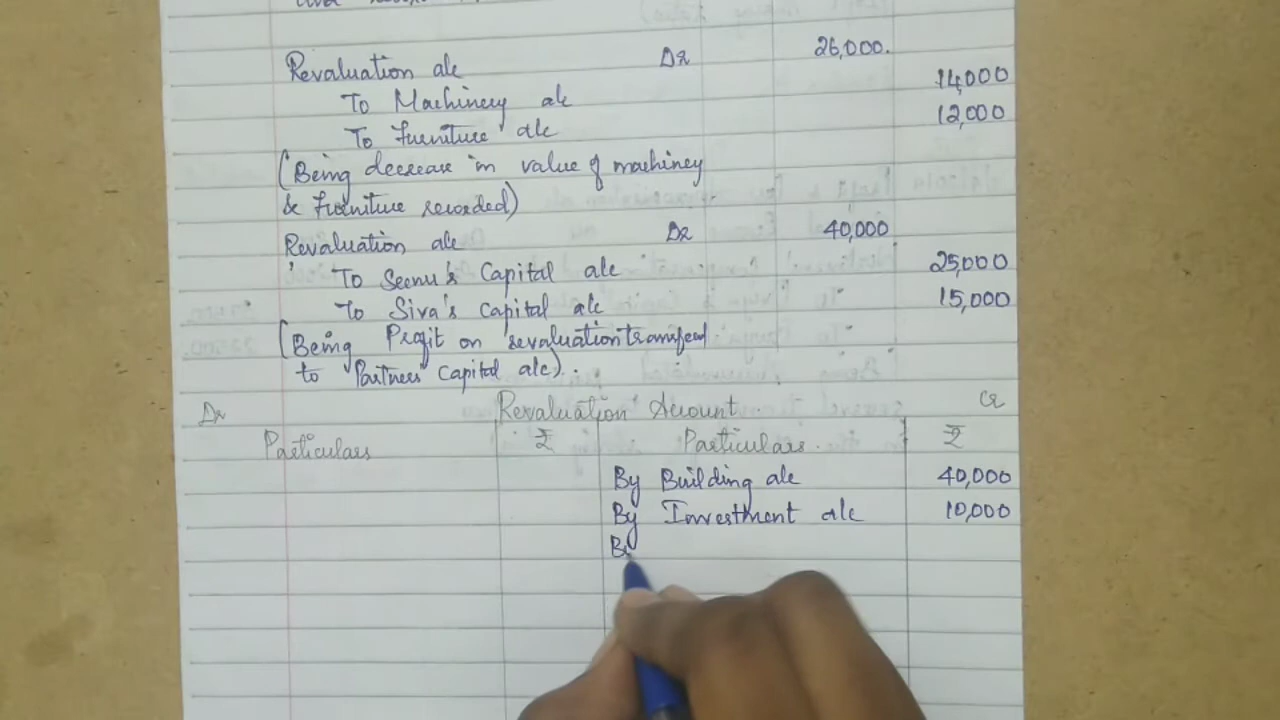 Revaluation a/c Dr 26,000.
To Machinery a/c 14,000
To Furniture a/c 12,000
(Being decrease in value of machinery
& Furniture recorded)
Revaluation a/c Dr 40,000
To Seenu's Capital a/c 25,000
To Siva's Capital a/c 15,000
(Being Profit on revaluation transfered
to Partners' Capital a/c).
Dr Revaluation Account Cr
Particulars ₹ Particulars. ₹
By Building a/c 40,000
By Investment a/c 10,000
By